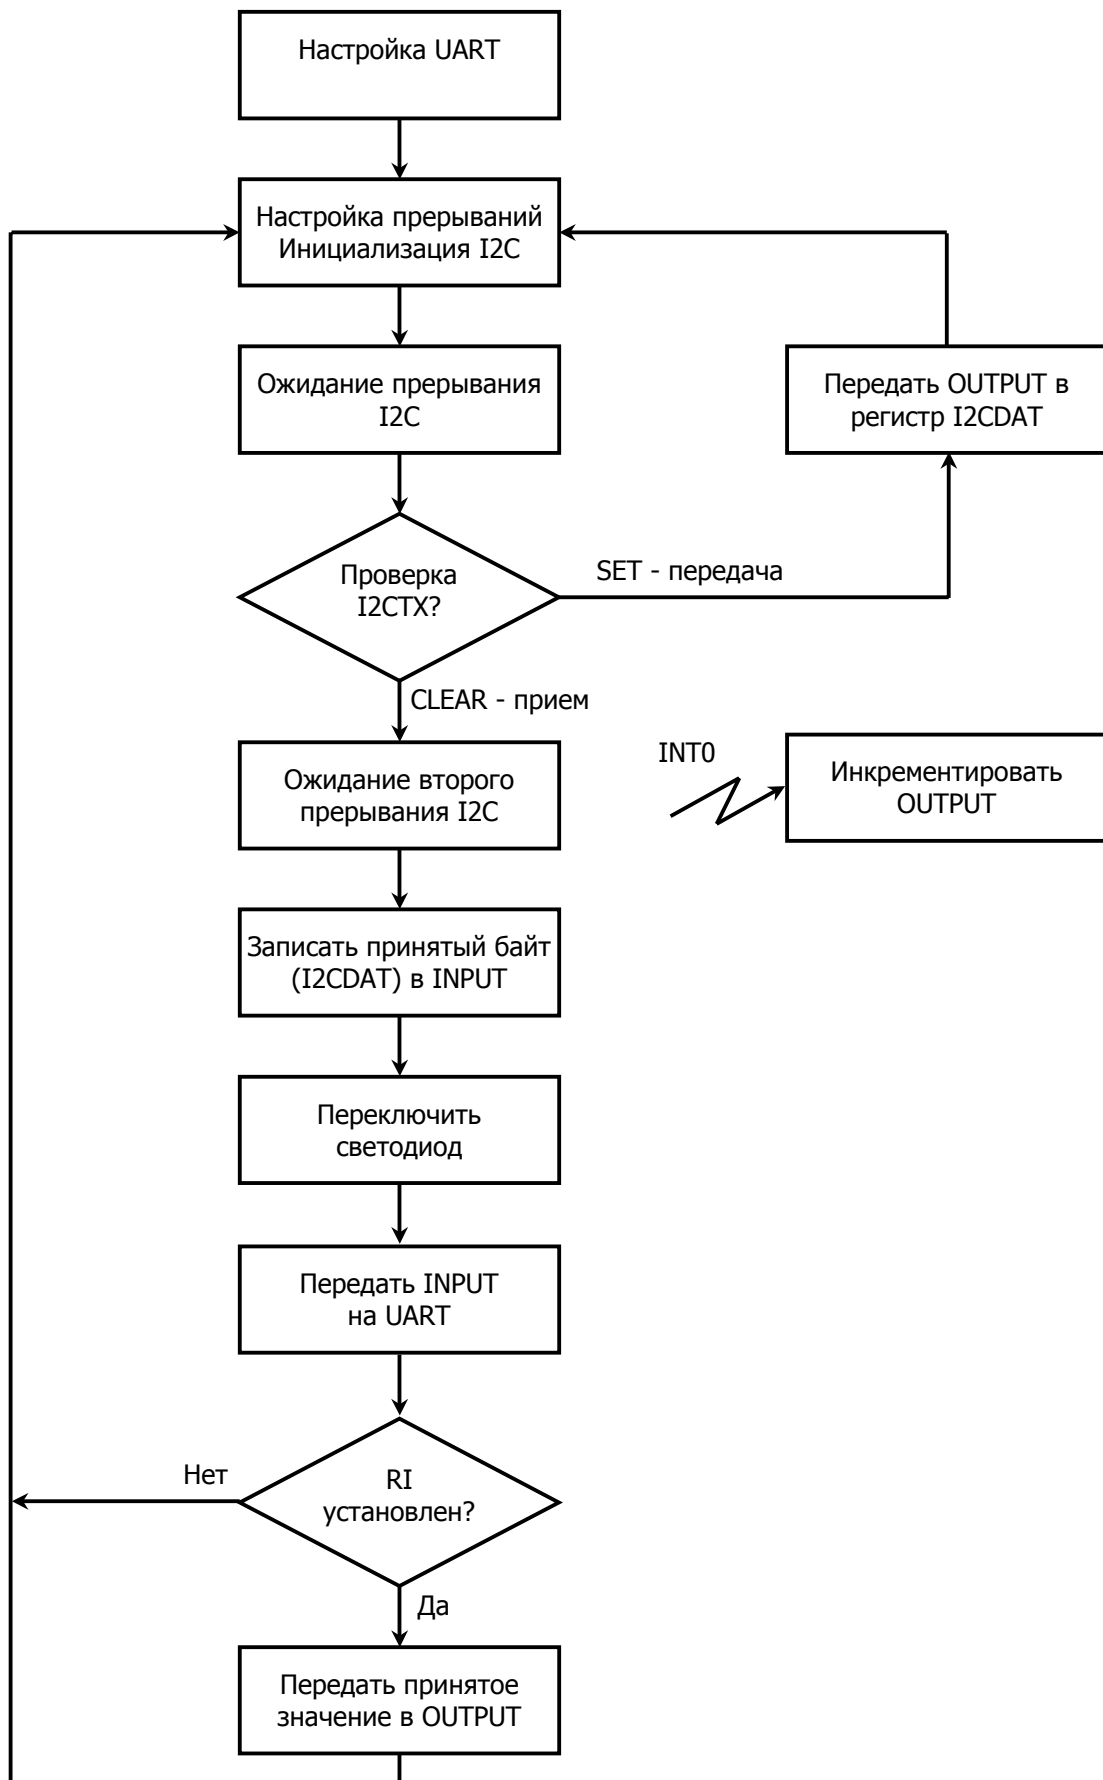 Настройка UART
Настройка прерываний
Инициализация I2C
Ожидание прерывания
I2C
Передать OUTPUT в
регистр I2CDAT
Проверка
I2CTX?
SET - передача
CLEAR - прием
Ожидание второго
прерывания I2C
INT0
Инкрементировать
OUTPUT
Записать принятый байт
(I2CDAT) в INPUT
Переключить
светодиод
Передать INPUT
на UART
Нет
RI
установлен?
Да
Передать принятое
значение в OUTPUT